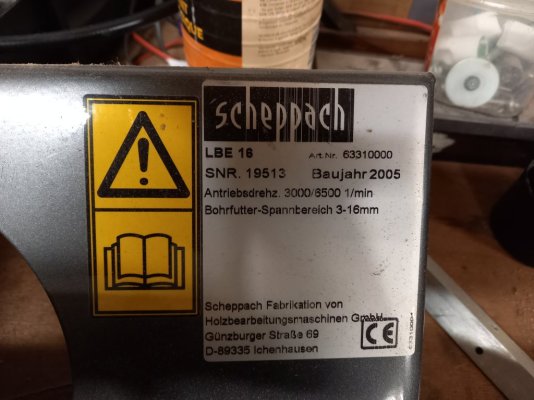 scheppach
LBE 16
Art.Nr. 63310000
SNR. 19513 Baujahr 2005
Antriebsdrehz. 3000/6500 1/min
Bohrfutter-Spannbereich 3-16mm
Scheppach Fabrikation von
Holzbearbeitungsmaschinen GmbH
Günzburger Straße 69
D-89335 Ichenhausen
CE